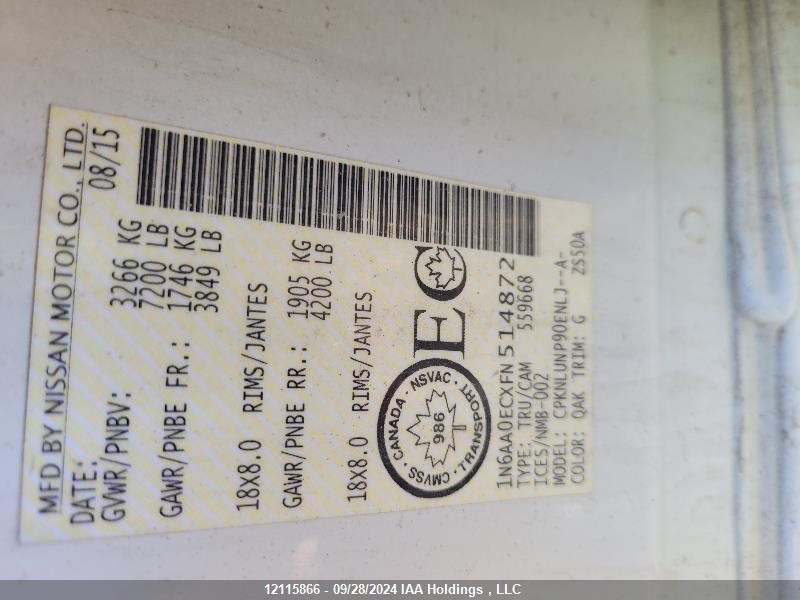 MFD BY NISSAN MOTOR CO., LTD.
DATE: 08/15
GVWR/PNBV: 3266 KG
7200 LB
GAWR/PNBE FR.: 1746 KG
3849 LB
18X8.0 RIMS/JANTES
GAWR/PNBE RR.: 1905 KG
4200 LB
18X8.0 RIMS/JANTES
CANADA · NSVAC · TRANSPORT · CMVSS ·
986
EC
1N6AA0ECXFN514872
TYPE: TRU/CAM 559668
ICES/NMB-002
MODEL: CPKNLUNP90ENLJ--A-
COLOR: QAK TRIM: G 2S50A
12115866 - 09/28/2024 IAA Holdings , LLC